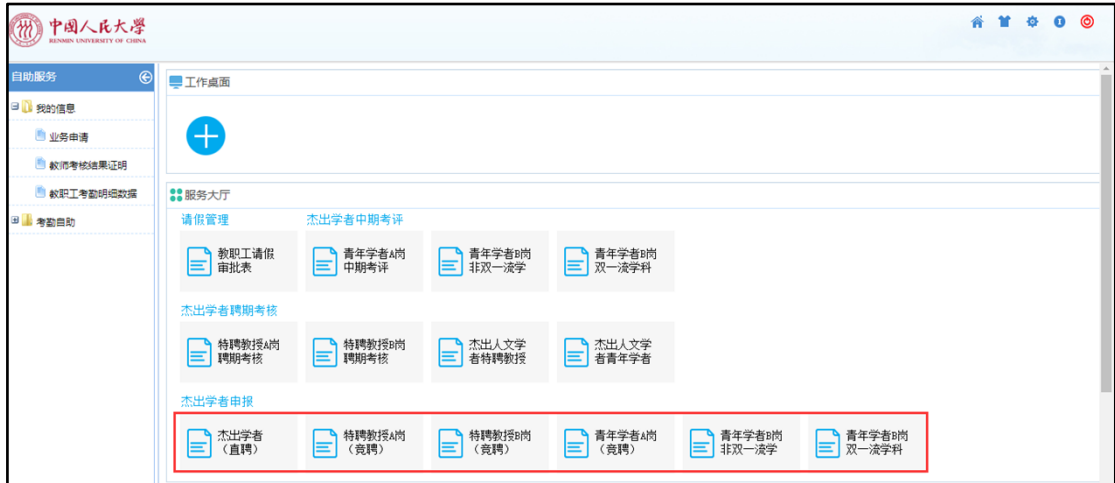 中国人民大学
RENMIN UNIVERSITY OF CHINA
自助服务
我的信息
业务申请
教师考核结果证明
教职工考勤明细数据
考勤自助
工作桌面
服务大厅
请假管理 杰出学者中期考评
教职工请假
审批表
青年学者A岗
中期考评
青年学者B岗
非双一流学
青年学者B岗
双一流学科
杰出学者聘期考核
特聘教授A岗
聘期考核
特聘教授B岗
聘期考核
杰出人文学
者特聘教授
杰出人文学
者青年学者
杰出学者申报
杰出学者
（直聘）
特聘教授A岗
（竞聘）
特聘教授B岗
（竞聘）
青年学者A岗
（竞聘）
青年学者B岗
非双一流学
青年学者B岗
双一流学科